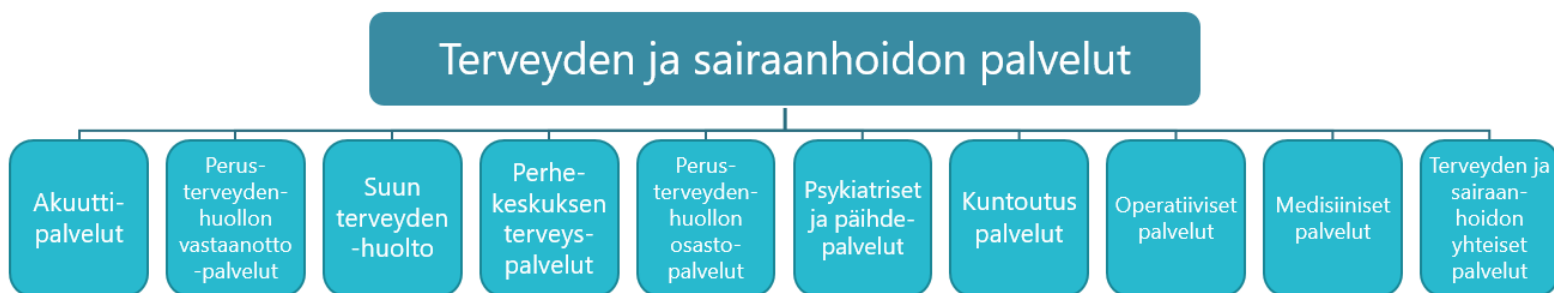 Terveyden ja sairaanhoidon palvelut
Akuutti-
palvelut
Perus-
terveyden-
huollon
vastaanotto
-palvelut
Suun
terveyden
-huolto
Perhe-
keskuksen
terveys-
palvelut
Perus-
terveyden-
huollon
osasto-
palvelut
Psykiatriset
ja päihde-
palvelut
Kuntoutus
palvelut
Operatiiviset
palvelut
Medisiiniset
palvelut
Terveyden ja
sairaan-
hoidon
yhteiset
palvelut